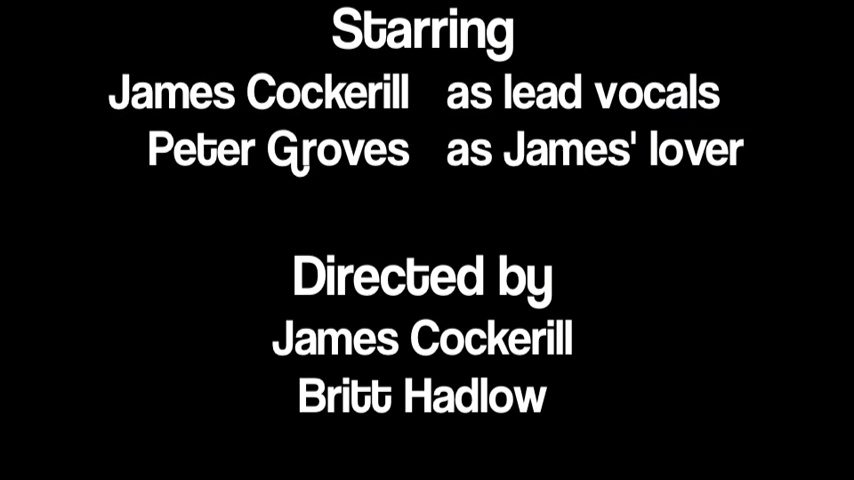 Starring
James Cockerill as lead vocals
Peter Groves as James' lover
Directed by
James Cockerill
Britt Hadlow